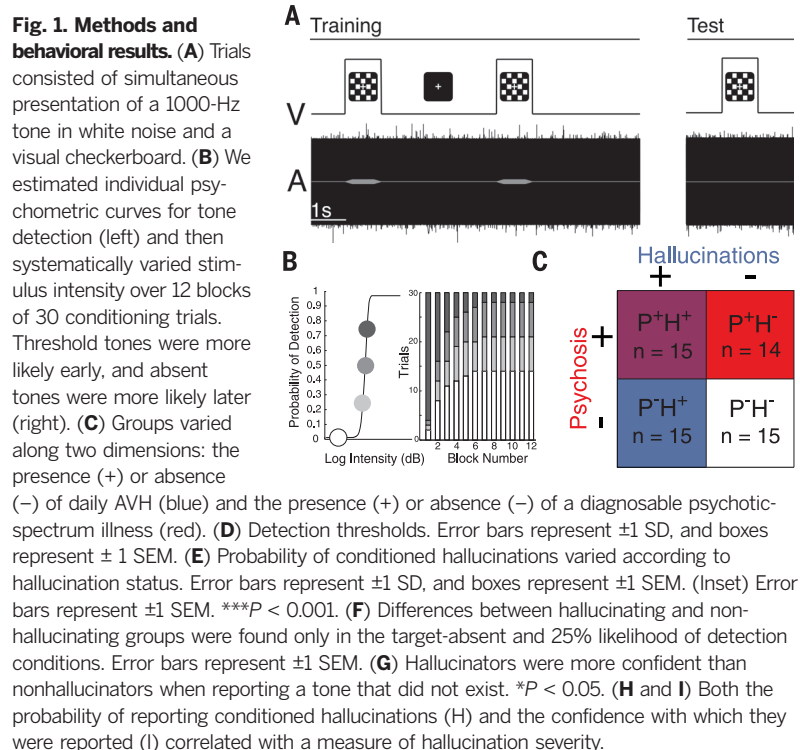 Fig. 1. Methods and
behavioral results. (A) Trials
consisted of simultaneous
presentation of a 1000-Hz
tone in white noise and a
visual checkerboard. (B) We
estimated individual psy-
chometric curves for tone
detection (left) and then
systematically varied stim-
ulus intensity over 12 blocks
of 30 conditioning trials.
Threshold tones were more
likely early, and absent
tones were more likely later
(right). (C) Groups varied
along two dimensions: the
presence (+) or absence
(−) of daily AVH (blue) and the presence (+) or absence (−) of a diagnosable psychotic-
spectrum illness (red). (D) Detection thresholds. Error bars represent ±1 SD, and boxes
represent ± 1 SEM. (E) Probability of conditioned hallucinations varied according to
hallucination status. Error bars represent ±1 SD, and boxes represent ±1 SEM. (Inset) Error
bars represent ±1 SEM. ***P < 0.001. (F) Differences between hallucinating and non-
hallucinating groups were found only in the target-absent and 25% likelihood of detection
conditions. Error bars represent ±1 SEM. (G) Hallucinators were more confident than
nonhallucinators when reporting a tone that did not exist. *P < 0.05. (H and I) Both the
probability of reporting conditioned hallucinations (H) and the confidence with which they
were reported (I) correlated with a measure of hallucination severity.
A
Training
Test
V
A
1s
B
Probability of Detection
1
0.9
0.8
0.7
0.6
0.5
0.4
0.3
0.2
0.1
0
Log Intensity (dB)
Trials
30
25
20
15
10
5
0
2 4 6 8 10 12
Block Number
C
Hallucinations
+ -
Psychosis
+
-
P+H+
n = 15
P+H-
n = 14
P-H+
n = 15
P-H-
n = 15